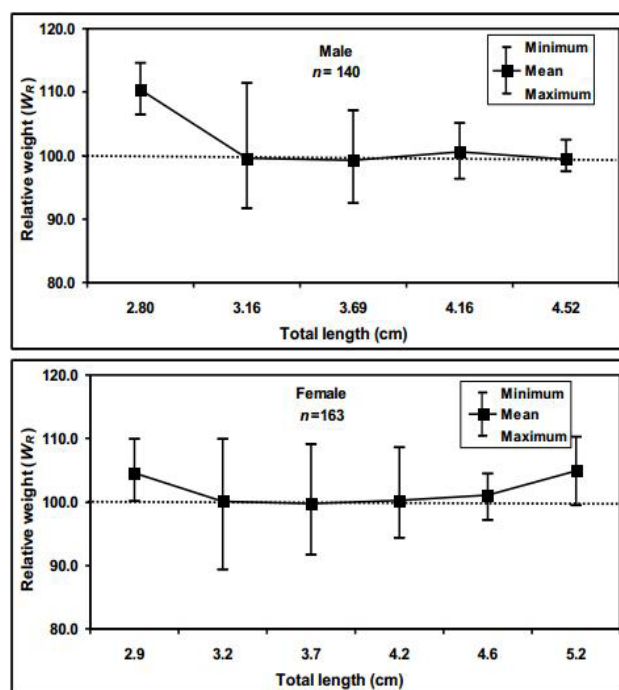 120.0
110.0
100.0
90.0
80.0
Relative weight (WR)
Male
n= 140
Minimum
Mean
Maximum
2.80 3.16 3.69 4.16 4.52
Total length (cm)
120.0
110.0
100.0
90.0
80.0
Relative weight (WR)
Female
n=163
Minimum
Mean
Maximum
2.9 3.2 3.7 4.2 4.6 5.2
Total length (cm)